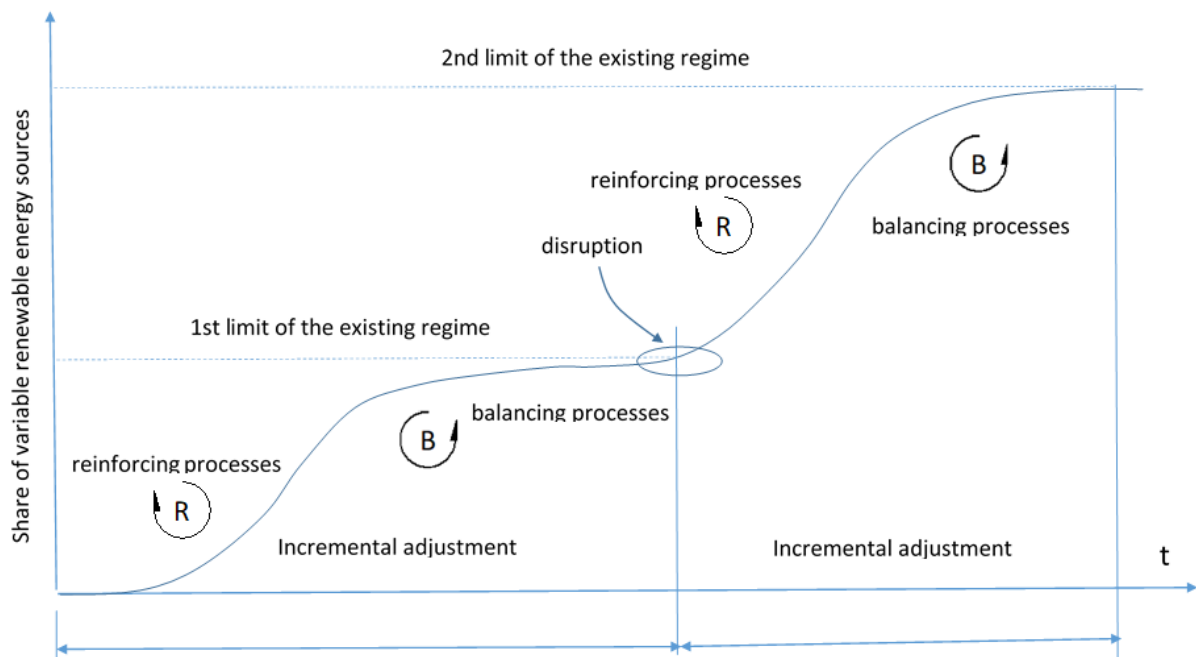 2nd limit of the existing regime
Share of variable renewable energy sources
B
reinforcing processes
R
balancing processes
disruption
1st limit of the existing regime
balancing processes
B
reinforcing processes
R
Incremental adjustment
Incremental adjustment
t